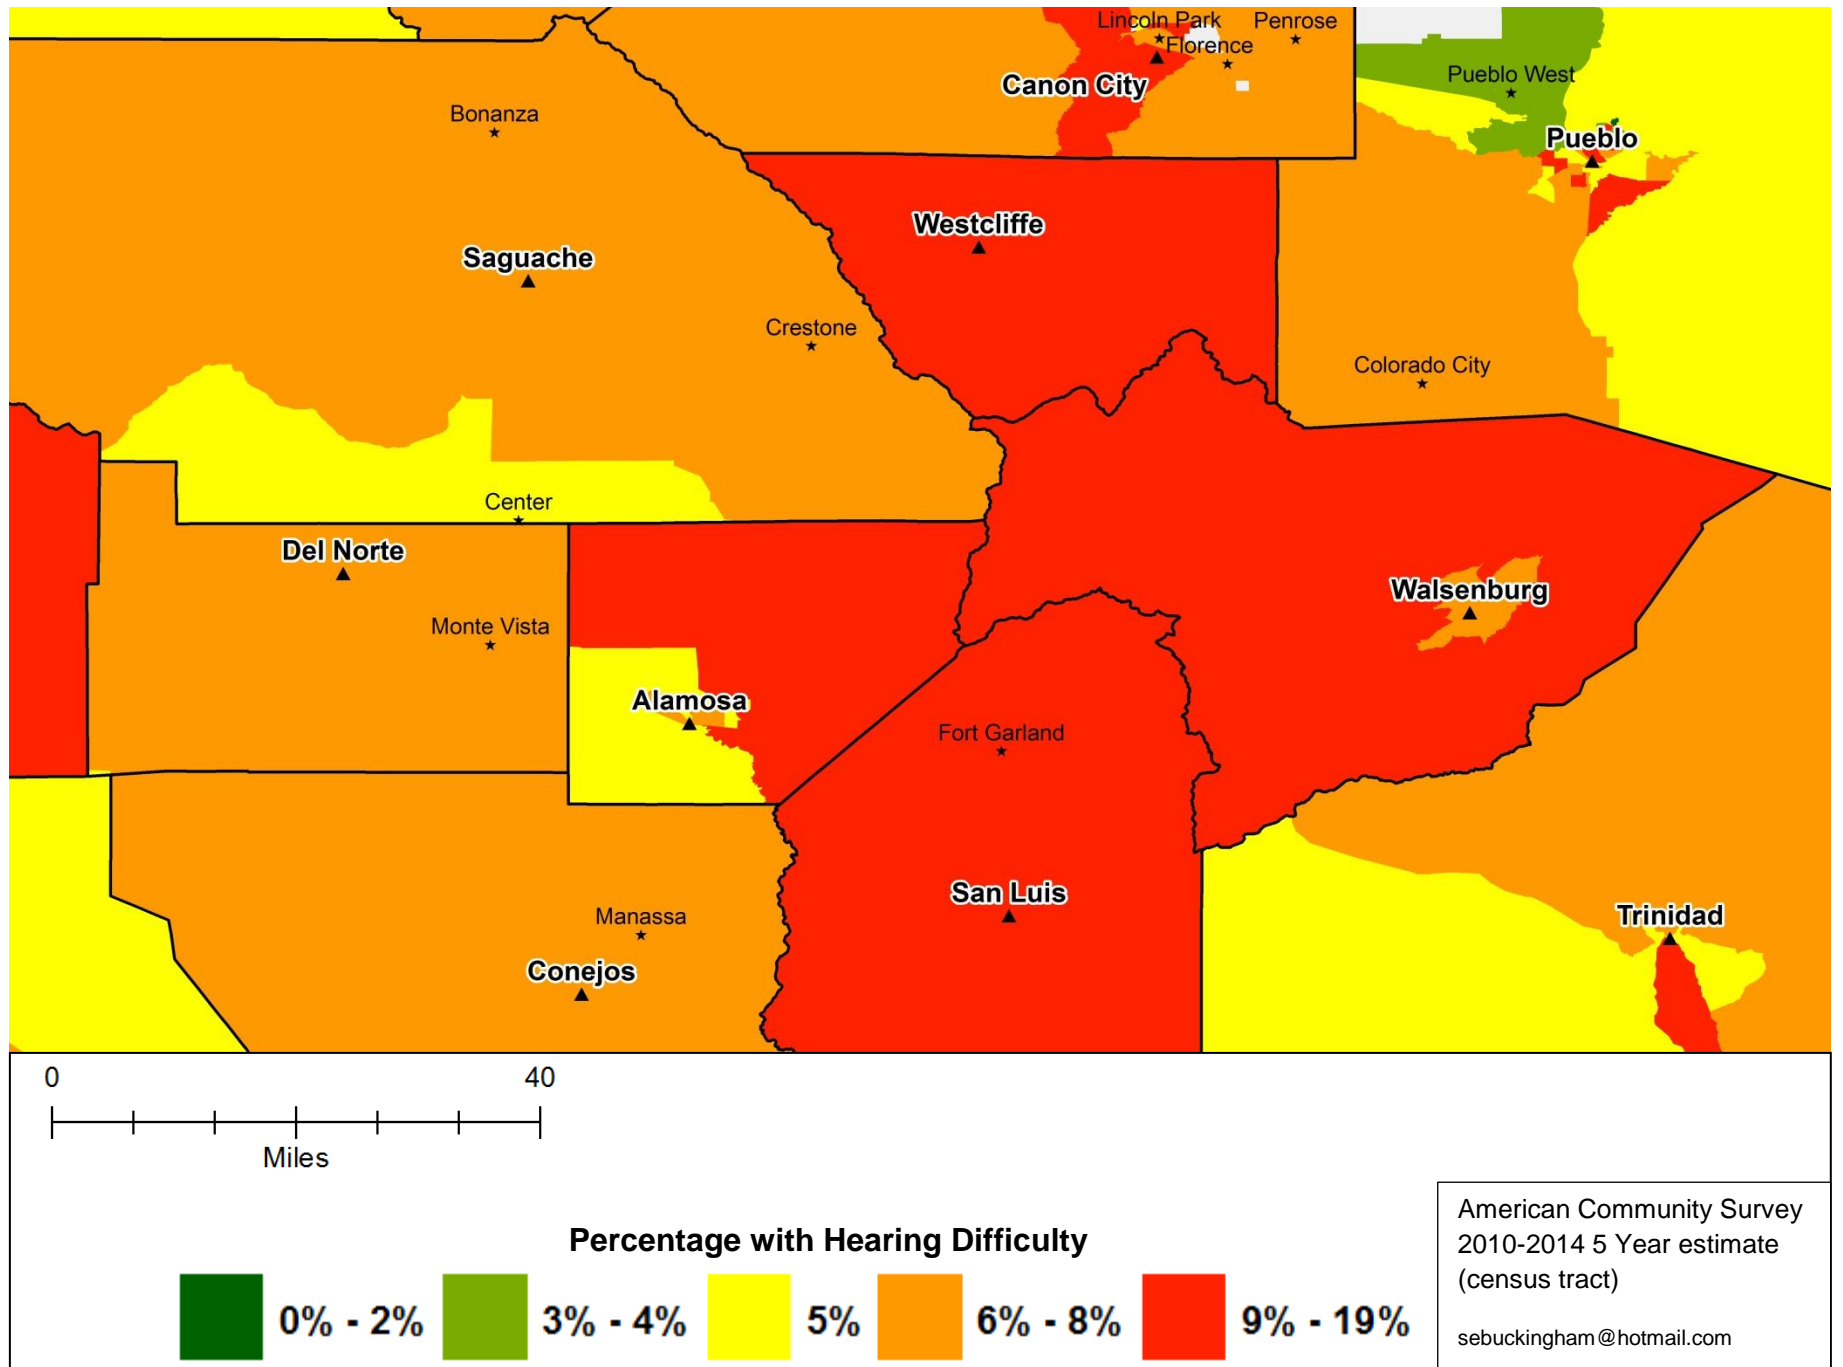 Lincoln Park
Penrose
Florence
Canon City
Pueblo West
Bonanza
Pueblo
Westcliffe
Saguache
Crestone
Colorado City
Center
Del Norte
Walsenburg
Monte Vista
Alamosa
Fort Garland
San Luis
Manassa
Trinidad
Conejos
0 40
Miles
Percentage with Hearing Difficulty
0% - 2% 3% - 4% 5% 6% - 8% 9% - 19%
American Community Survey
2010-2014 5 Year estimate
(census tract)
sebuckingham@hotmail.com